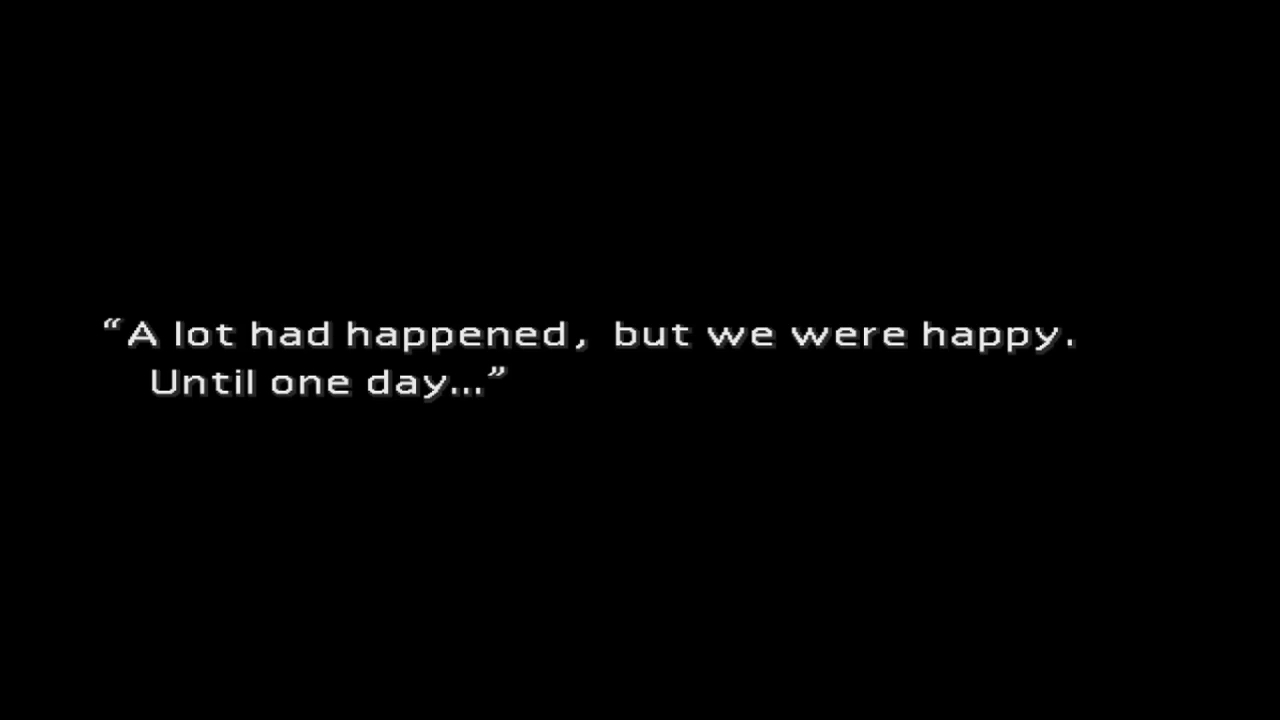 “A lot had happened, but we were happy.
Until one day...”